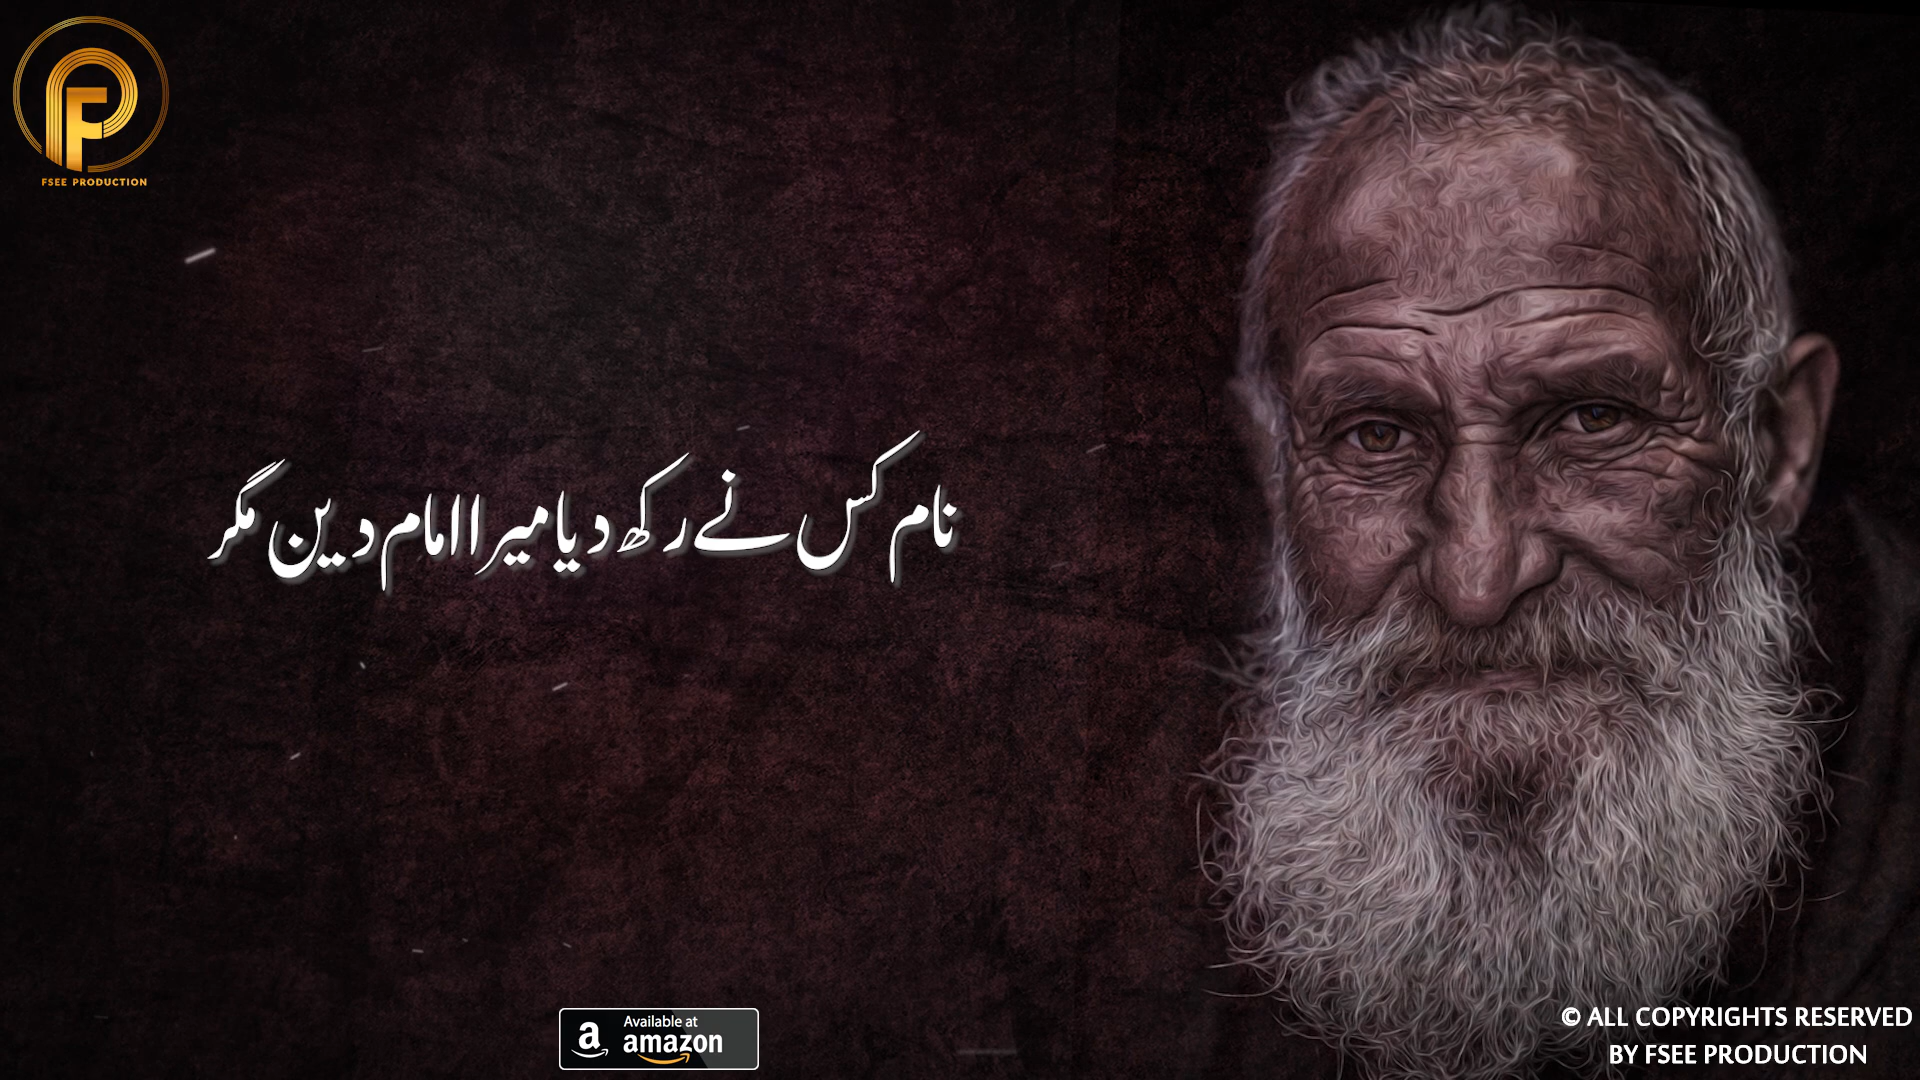 FSEE PRODUCTION
نام کس نے رکھ دیا میرا امام دین مگر
Available at
amazon
© ALL COPYRIGHTS RESERVED
BY FSEE PRODUCTION